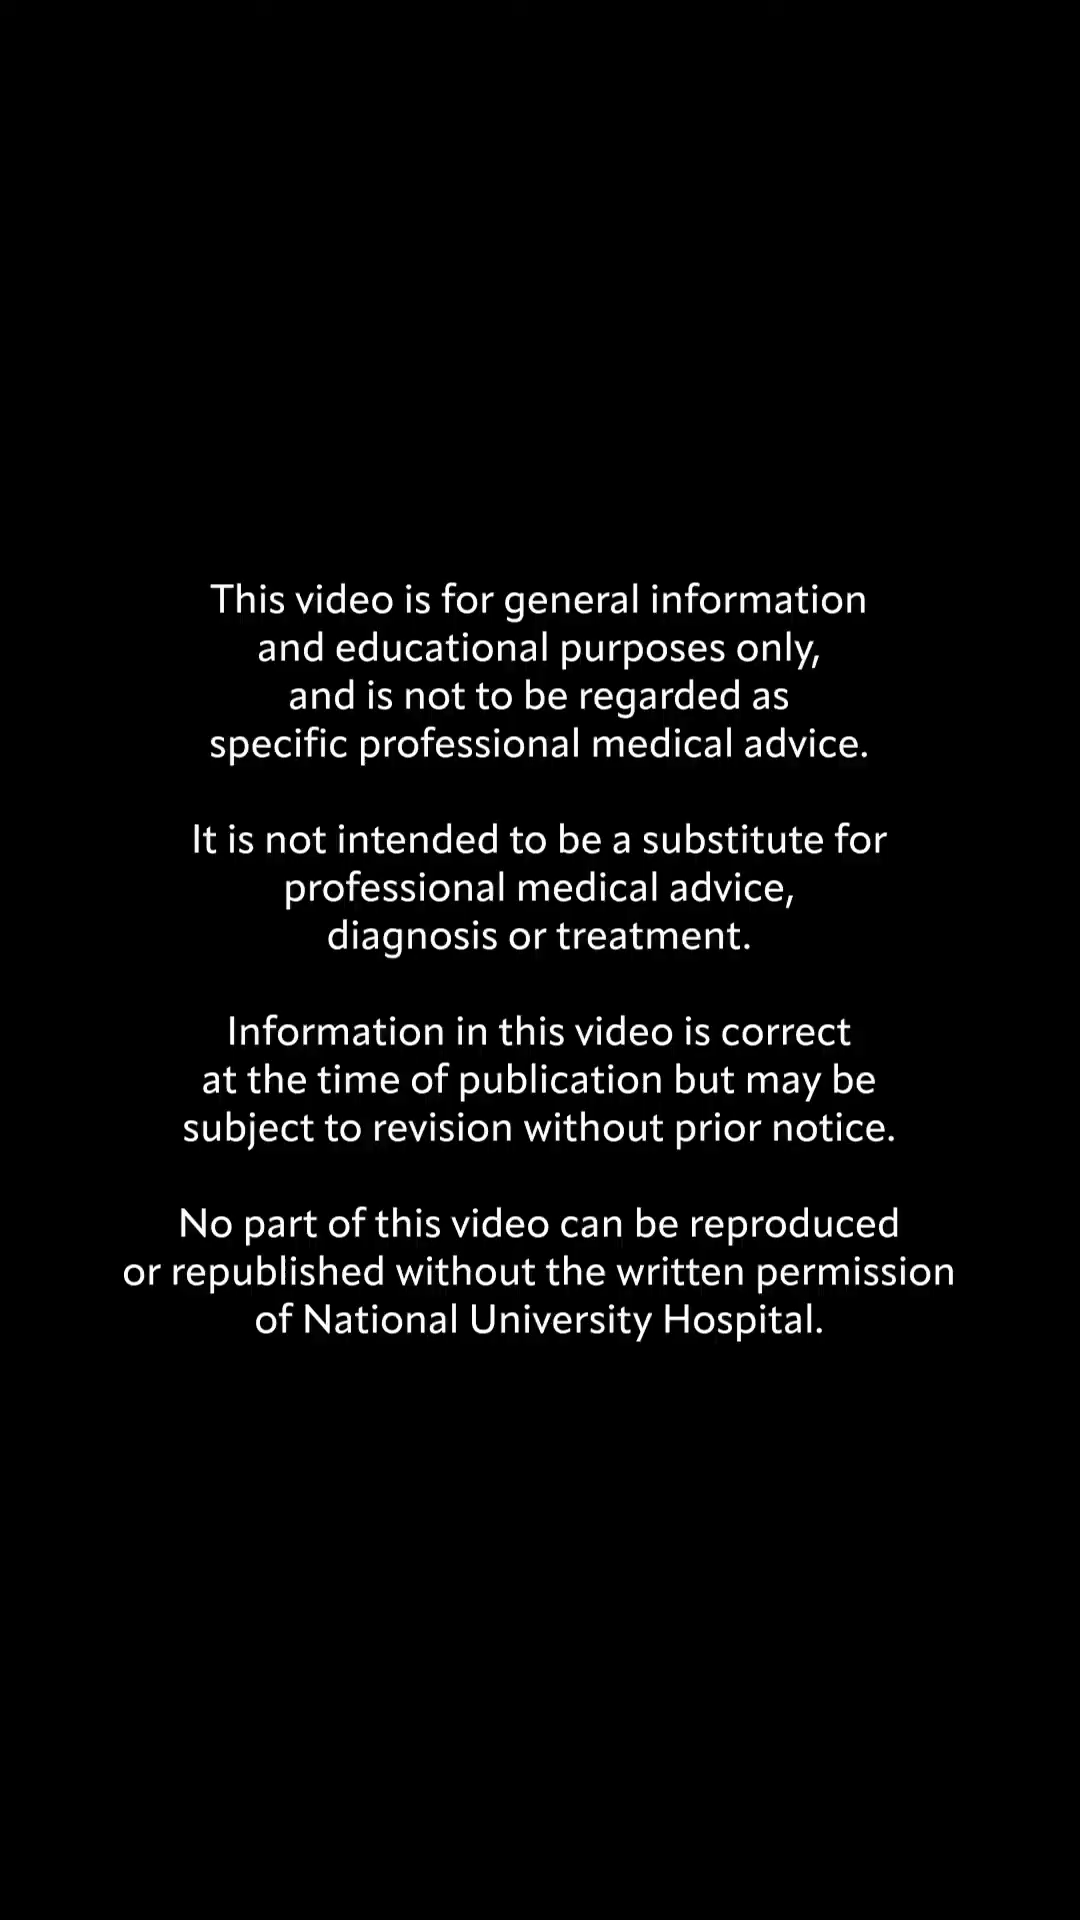 This video is for general information
and educational purposes only,
and is not to be regarded as
specific professional medical advice.
It is not intended to be a substitute for
professional medical advice,
diagnosis or treatment.
Information in this video is correct
at the time of publication but may be
subject to revision without prior notice.
No part of this video can be reproduced
or republished without the written permission
of National University Hospital.